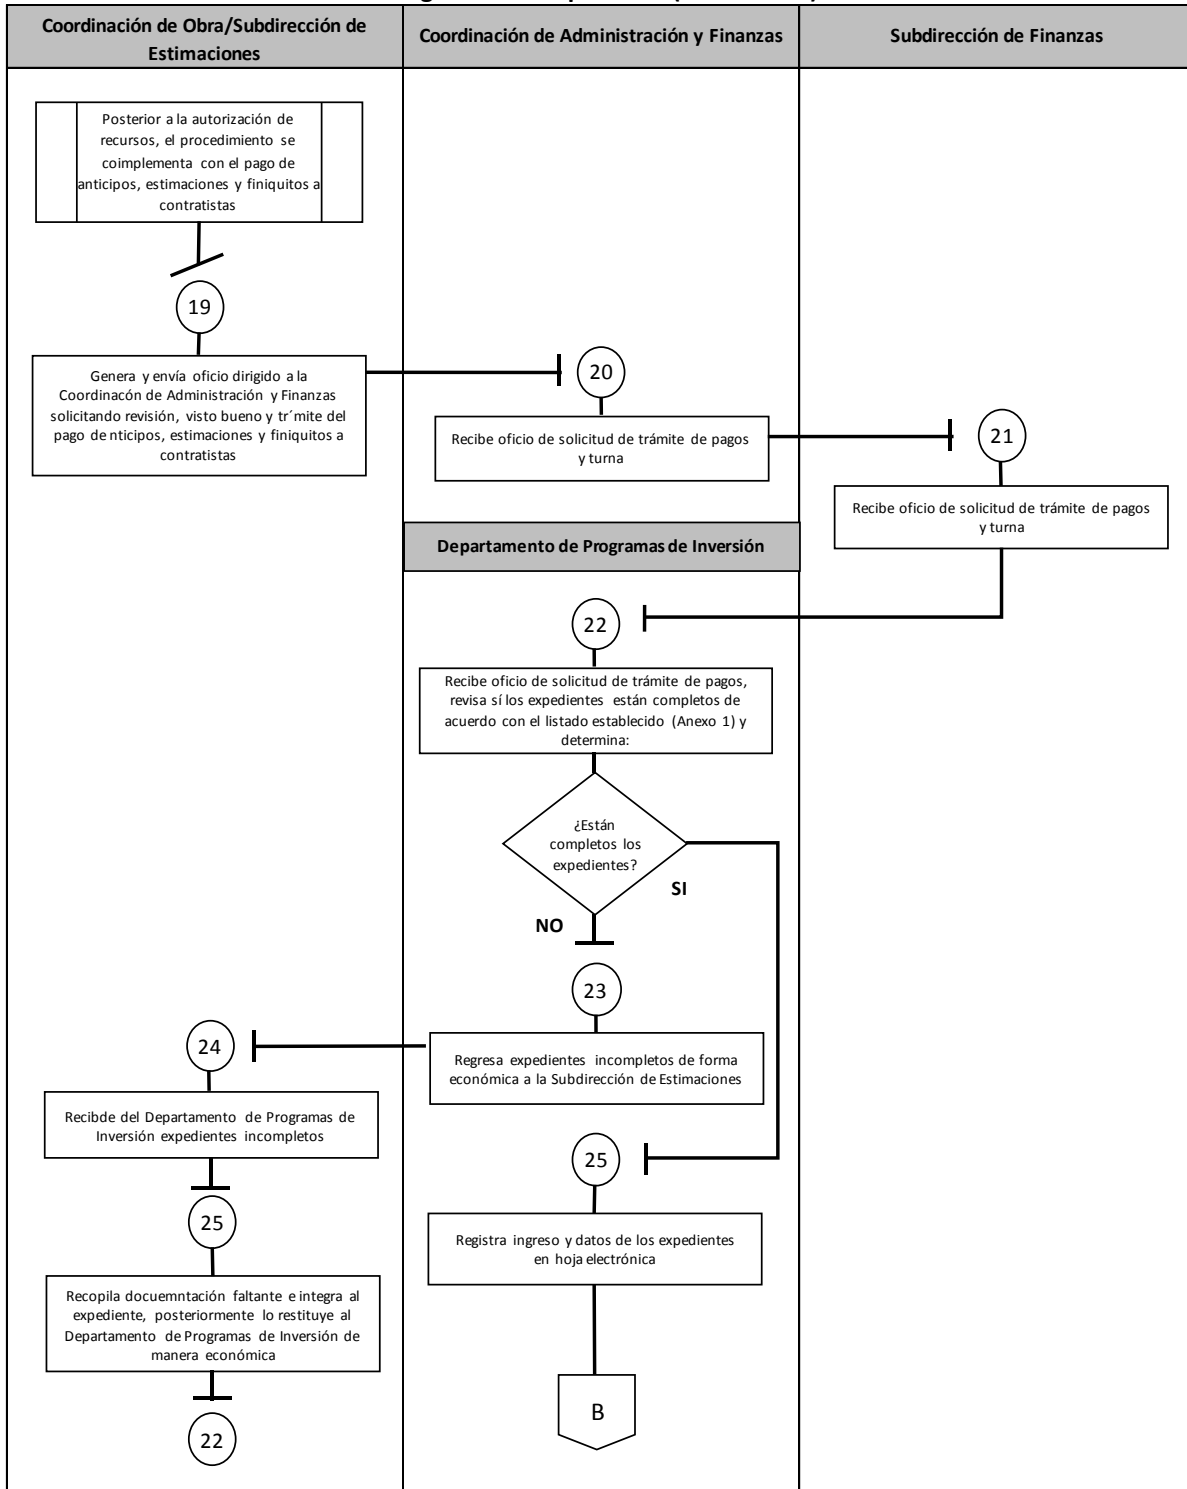 Coordinación de Obra/Subdirección de
Estimaciones
Coordinación de Administración y Finanzas
Subdirección de Finanzas
Posterior a la autorización de
recursos, el procedimiento se
coimplementa con el pago de
anticipos, estimaciones y finiquitos a
contratistas
19
Genera y envía oficio dirigido a la
Coordinacón de Administración y Finanzas
solicitando revisión, visto bueno y tr´mite del
pago de nticipos, estimaciones y finiquitos a
contratistas
20
Recibe oficio de solicitud de trámite de pagos
y turna
21
Recibe oficio de solicitud de trámite de pagos
y turna
Departamento de Programas de Inversión
22
Recibe oficio de solicitud de trámite de pagos,
revisa sí los expedientes están completos de
acuerdo con el listado establecido (Anexo 1) y
determina:
¿Están
completos los
expedientes?
SI
NO
23
Regresa expedientes incompletos de forma
económica a la Subdirección de Estimaciones
24
Recibde del Departamento de Programas de
Inversión expedientes incompletos
25
Registra ingreso y datos de los expedientes
en hoja electrónica
25
Recopila docuemntación faltante e integra al
expediente, posteriormente lo restituye al
Departamento de Programas de Inversión de
manera económica
22
B